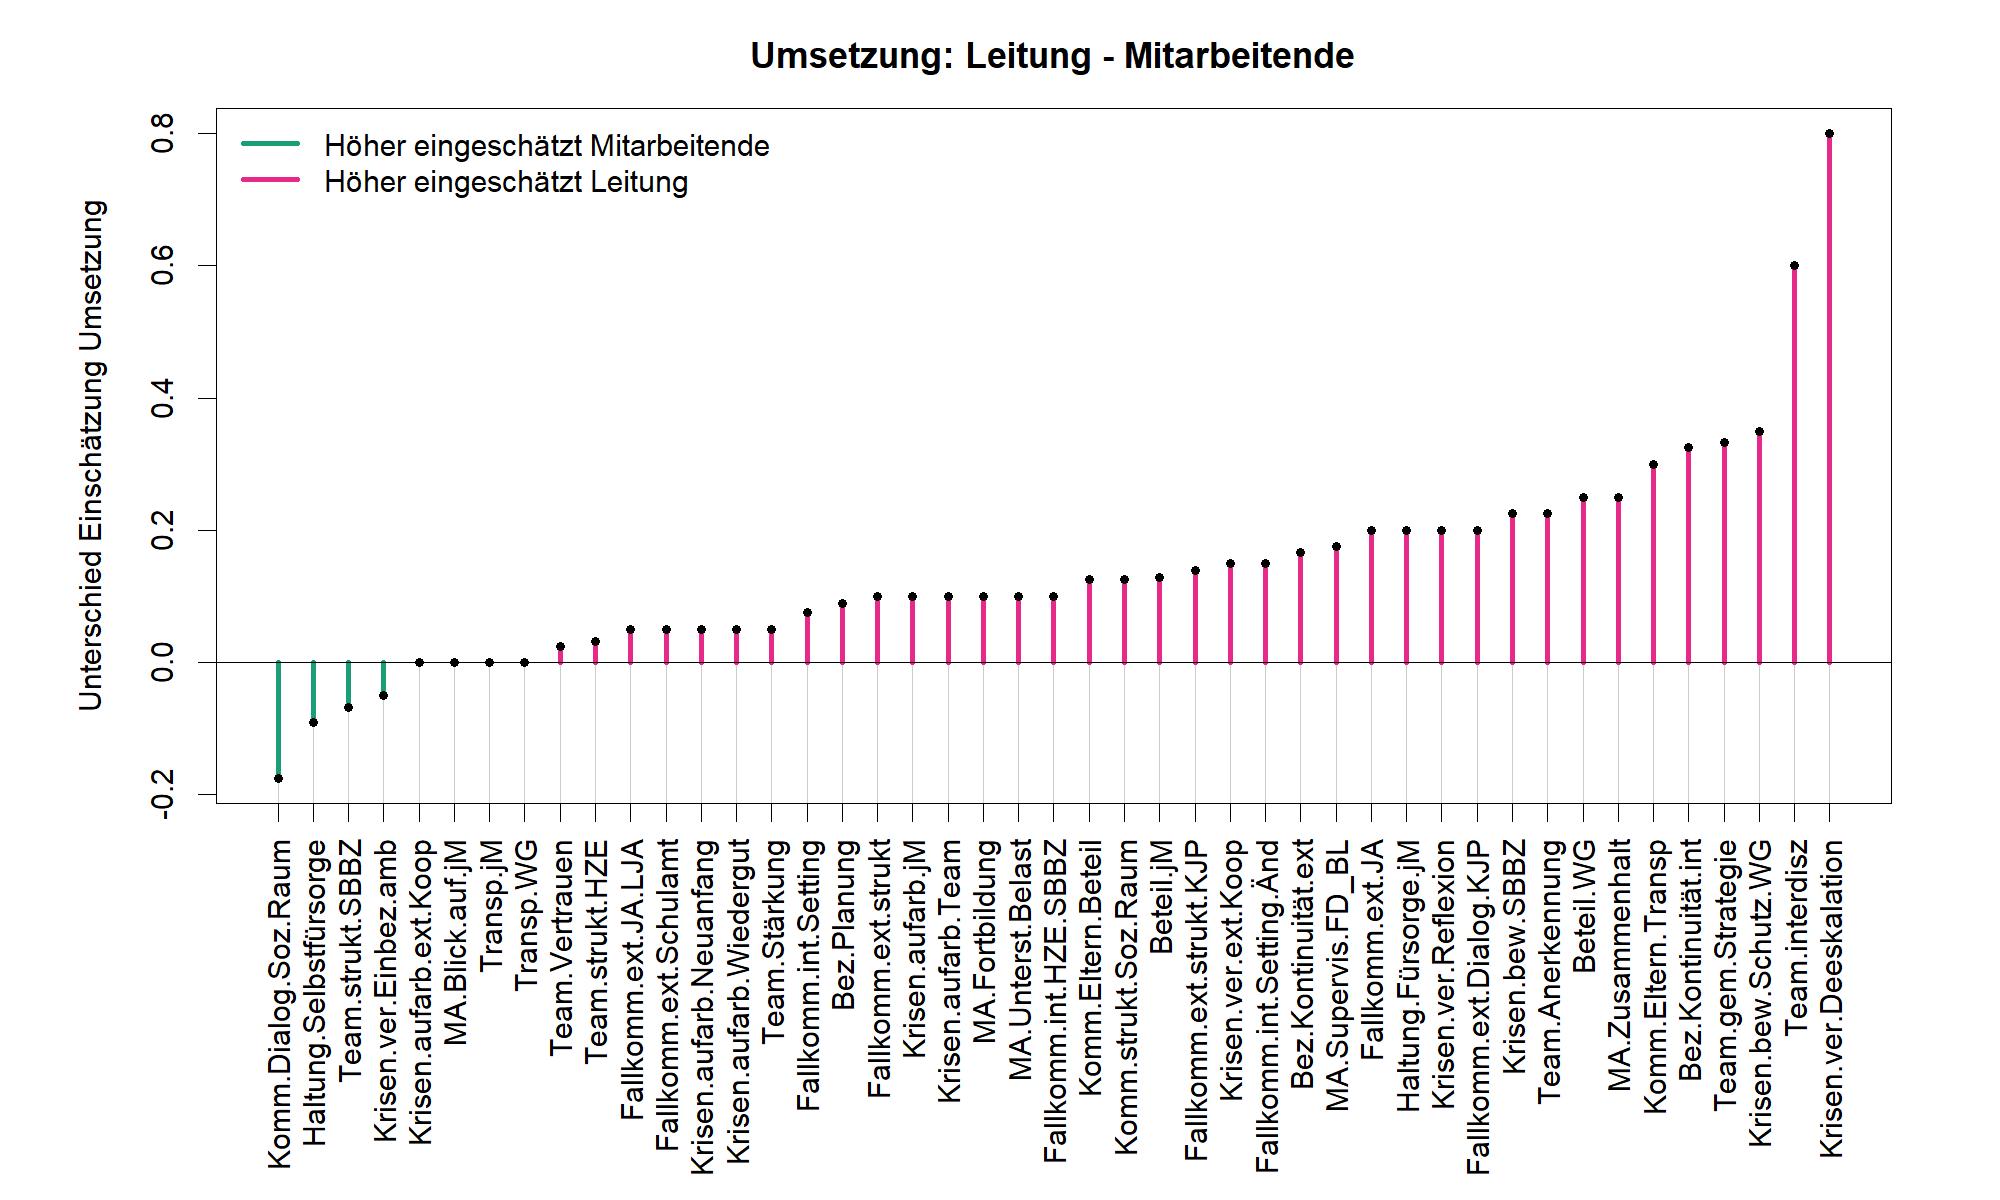 Umsetzung: Leitung - Mitarbeitende
Höher eingeschätzt Mitarbeitende
Höher eingeschätzt Leitung
Unterschied Einschätzung Umsetzung
0.8
0.6
0.4
0.2
0.0
-0.2
Komm.Dialog.Soz.Raum
Haltung.Selbstfürsorge
Team.strukt.SBBZ
Krisen.ver.Einbez.amb
Krisen.aufarb.ext.Koop
MA.Blick.auf.jM
Transp.jM
Transp.WG
Team.Vertrauen
Team.strukt.HZE
Fallkomm.ext.JA.LJA
Fallkomm.ext.Schulamt
Krisen.aufarb.Neuanfang
Krisen.aufarb.Wiedergut
Team.Stärkung
Fallkomm.int.Setting
Bez.Planung
Fallkomm.ext.strukt
Krisen.aufarb.jM
Krisen.aufarb.Team
MA.Fortbildung
MA.Unterst.Belast
Fallkomm.int.HZE.SBBZ
Komm.Eltern.Beteil
Komm.strukt.Soz.Raum
Beteil.jM
Fallkomm.ext.strukt.KJP
Krisen.ver.ext.Koop
Fallkomm.int.Setting.Änd
Bez.Kontinuität.ext
MA.Supervis.FD_BL
Fallkomm.ext.JA
Haltung.Fürsorge.jM
Krisen.ver.Reflexion
Fallkomm.ext.Dialog.KJP
Krisen.bew.SBBZ
Team.Anerkennung
Beteil.WG
MA.Zusammenhalt
Komm.Eltern.Transp
Bez.Kontinuität.int
Team.gem.Strategie
Krisen.bew.Schutz.WG
Team.interdisz
Krisen.ver.Deeskalation